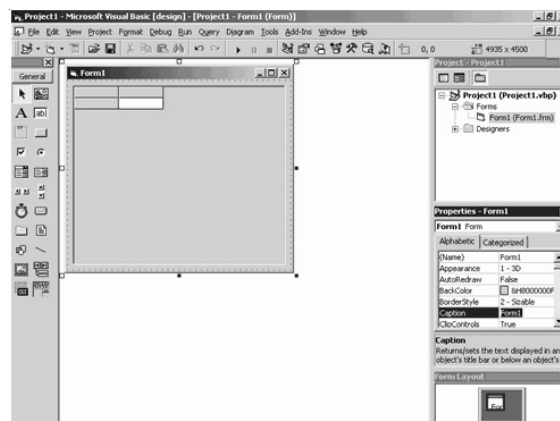 Project1 - Microsoft Visual Basic [design] - [Project1 - Form1 (Form)]
File Edit View Project Format Debug Run Query Diagram Tools Add-Ins Window Help
0, 0 4935 x 4500
General
A ab|
Form1
Project - Project1
Project1 (Project1.vbp)
Forms
Form1 (Form1.frm)
Designers
Properties - Form1
Form1 Form
Alphabetic Categorized
(Name) Form1
Appearance 1 - 3D
AutoRedraw False
BackColor &H8000000F
BorderStyle 2 - Sizable
Caption Form1
ClipControls True
Caption
Returns/sets the text displayed in an
object's title bar or below an object's
Form Layout